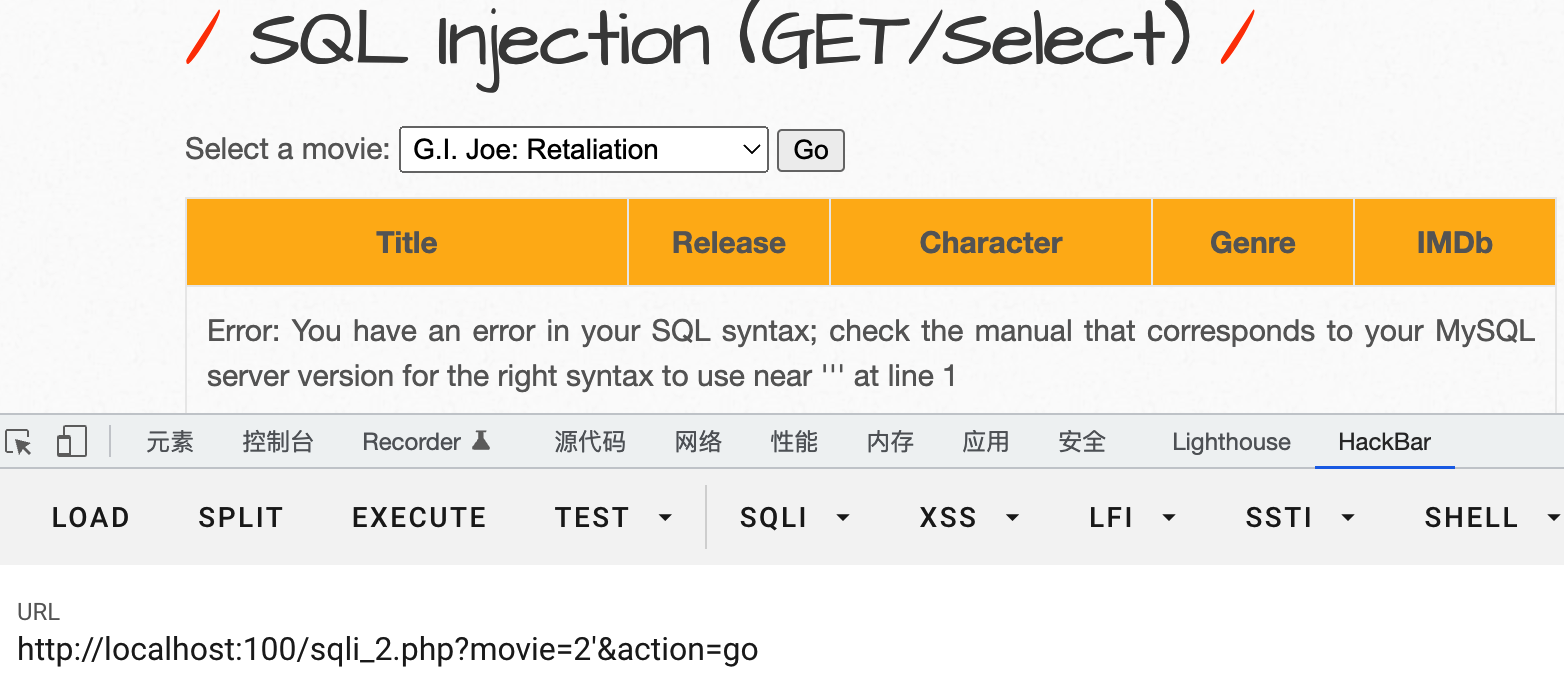 / SQL Injection (GET/Select) /
Select a movie: G.I. Joe: Retaliation Go
Title Release Character Genre IMDb
Error: You have an error in your SQL syntax; check the manual that corresponds to your MySQL
server version for the right syntax to use near ''' at line 1
元素 控制台 Recorder 源代码 网络 性能 内存 应用 安全 Lighthouse HackBar
LOAD SPLIT EXECUTE TEST SQLI XSS LFI SSTI SHELL
URL
http://localhost:100/sqli_2.php?movie=2'&action=go